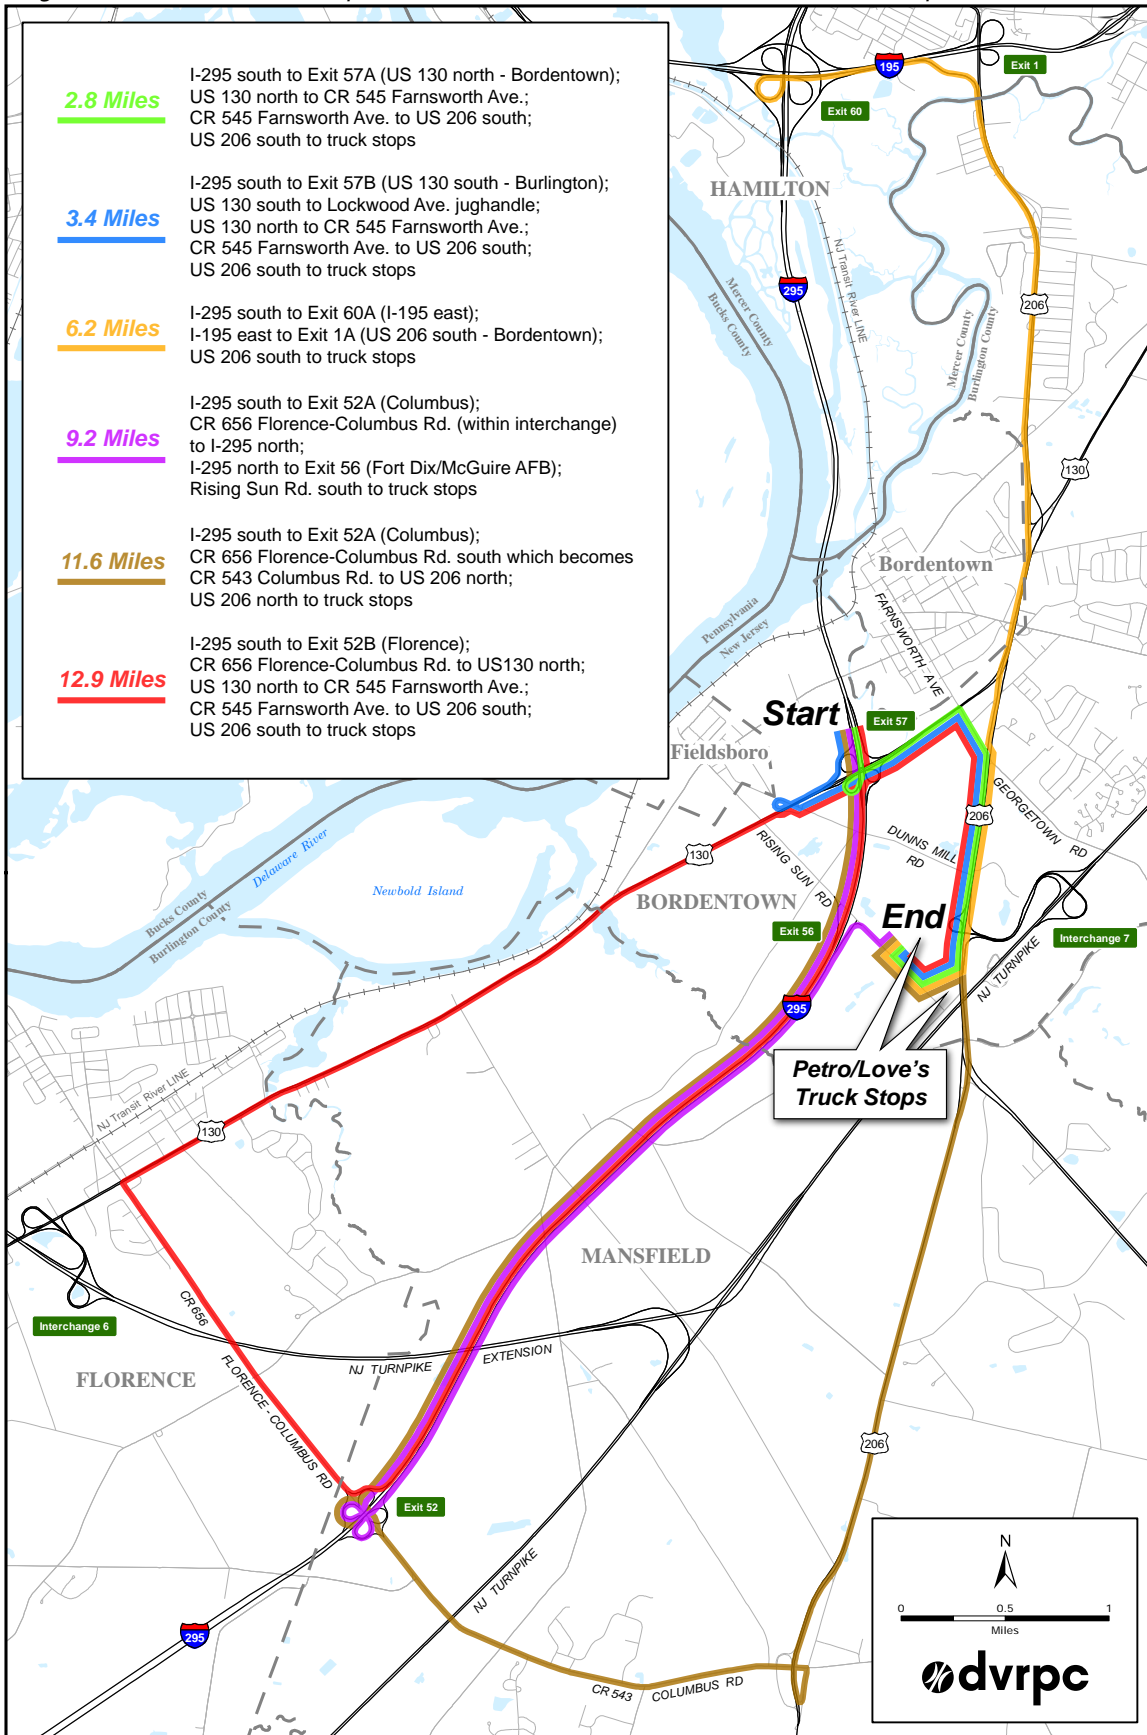 2.8 Miles
I-295 south to Exit 57A (US 130 north - Bordentown);
US 130 north to CR 545 Farnsworth Ave.;
CR 545 Farnsworth Ave. to US 206 south;
US 206 south to truck stops
3.4 Miles
I-295 south to Exit 57B (US 130 south - Burlington);
US 130 south to Lockwood Ave. jughandle;
US 130 north to CR 545 Farnsworth Ave.;
CR 545 Farnsworth Ave. to US 206 south;
US 206 south to truck stops
6.2 Miles
I-295 south to Exit 60A (I-195 east);
I-195 east to Exit 1A (US 206 south - Bordentown);
US 206 south to truck stops
9.2 Miles
I-295 south to Exit 52A (Columbus);
CR 656 Florence-Columbus Rd. (within interchange)
to I-295 north;
I-295 north to Exit 56 (Fort Dix/McGuire AFB);
Rising Sun Rd. south to truck stops
11.6 Miles
I-295 south to Exit 52A (Columbus);
CR 656 Florence-Columbus Rd. south which becomes
CR 543 Columbus Rd. to US 206 north;
US 206 north to truck stops
12.9 Miles
I-295 south to Exit 52B (Florence);
CR 656 Florence-Columbus Rd. to US130 north;
US 130 north to CR 545 Farnsworth Ave.;
CR 545 Farnsworth Ave. to US 206 south;
US 206 south to truck stops
195
Exit 1
Exit 60
HAMILTON
NJ Transit River LINE
295
Mercer County
Bucks County
206
Mercer County
Burlington County
130
Bordentown
Pennsylvania
New Jersey
FARNSWORTH AVE
Start
Exit 57
Fieldsboro
GEORGETOWN RD
206
DUNNS MILL
RD
RISING SUN RD
130
Delaware River
Newbold Island
BORDENTOWN
Bucks County
Burlington County
End
Exit 56
Interchange 7
NJ TURNPIKE
295
Petro/Love's
Truck Stops
NJ Transit River LINE
130
MANSFIELD
CR 656
Interchange 6
NJ TURNPIKE
EXTENSION
FLORENCE
FLORENCE - COLUMBUS RD
206
Exit 52
NJ TURNPIKE
295
CR 543
COLUMBUS RD
N
0
0.5
1
Miles
dvrpc